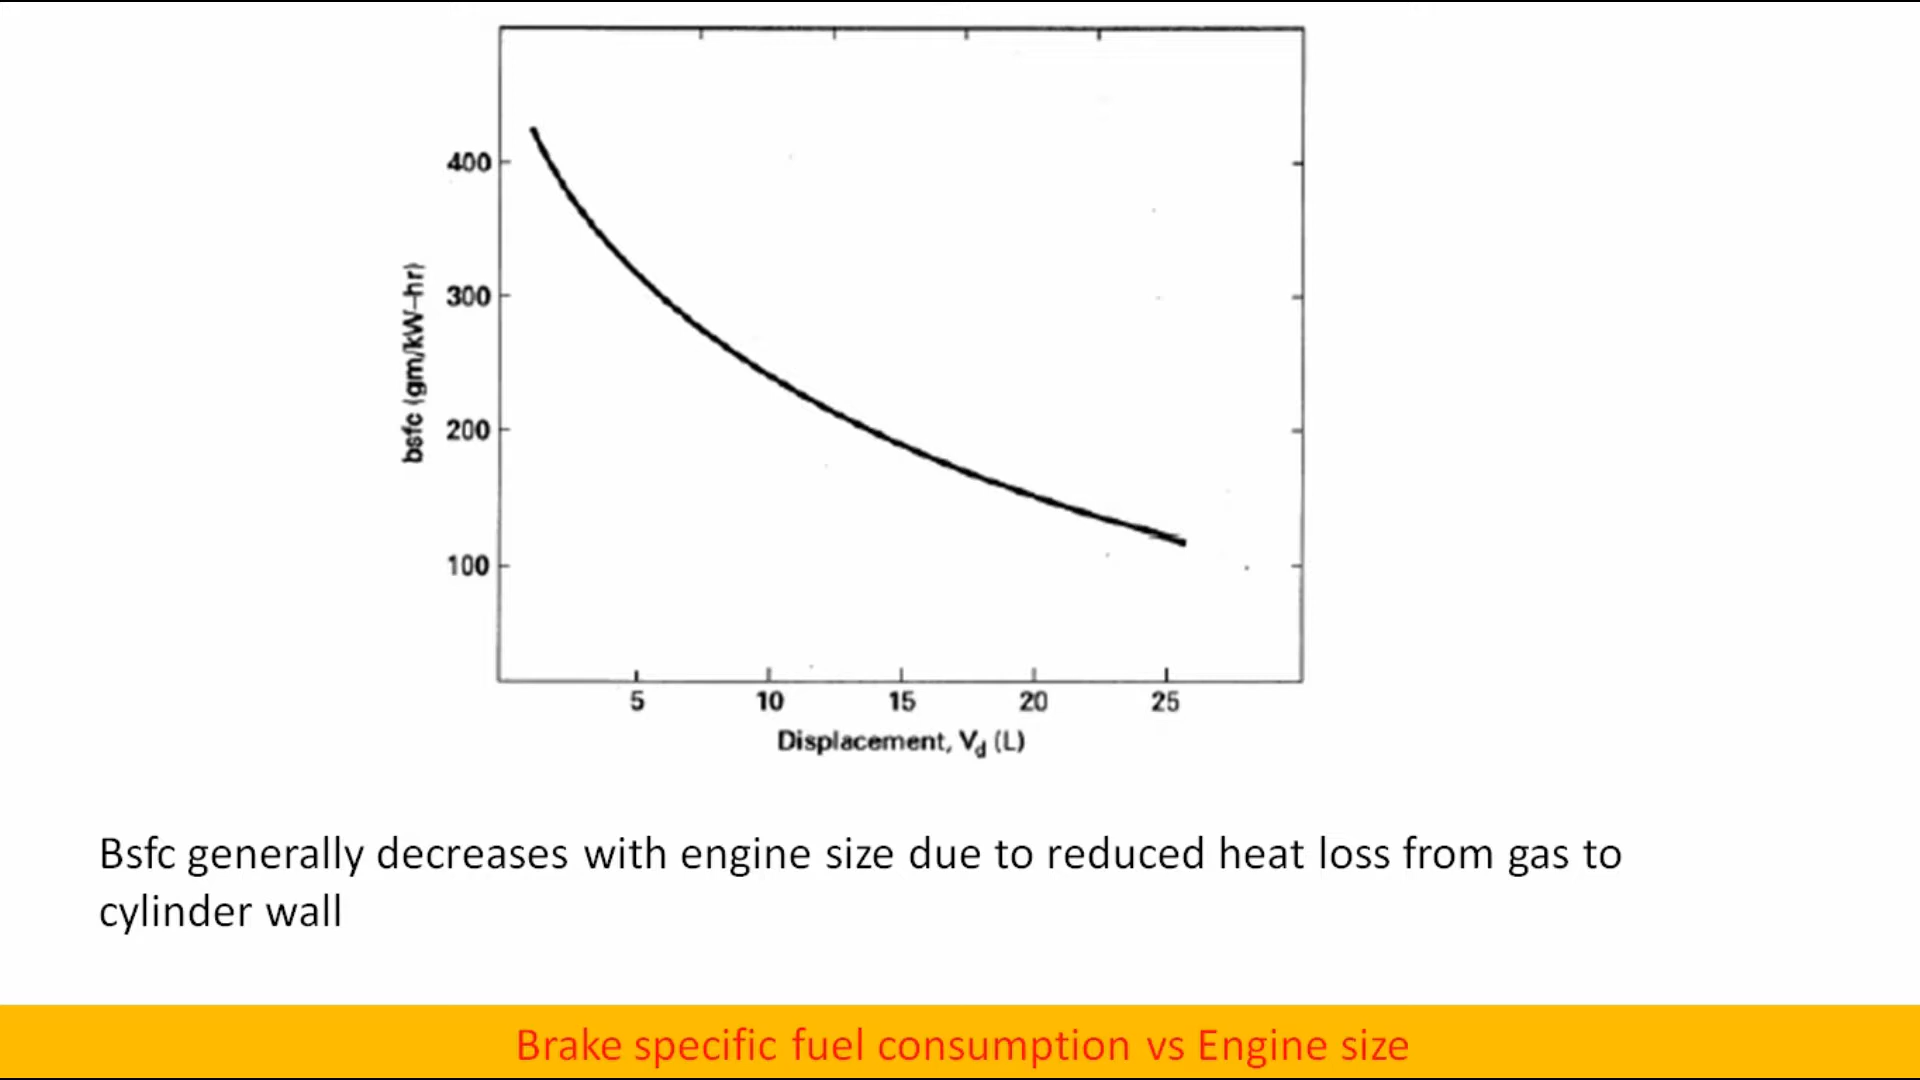 400
300
200
100
bsfc (gm/kW–hr)
5 10 15 20 25
Displacement, Vd (L)
Bsfc generally decreases with engine size due to reduced heat loss from gas to
cylinder wall
Brake specific fuel consumption vs Engine size